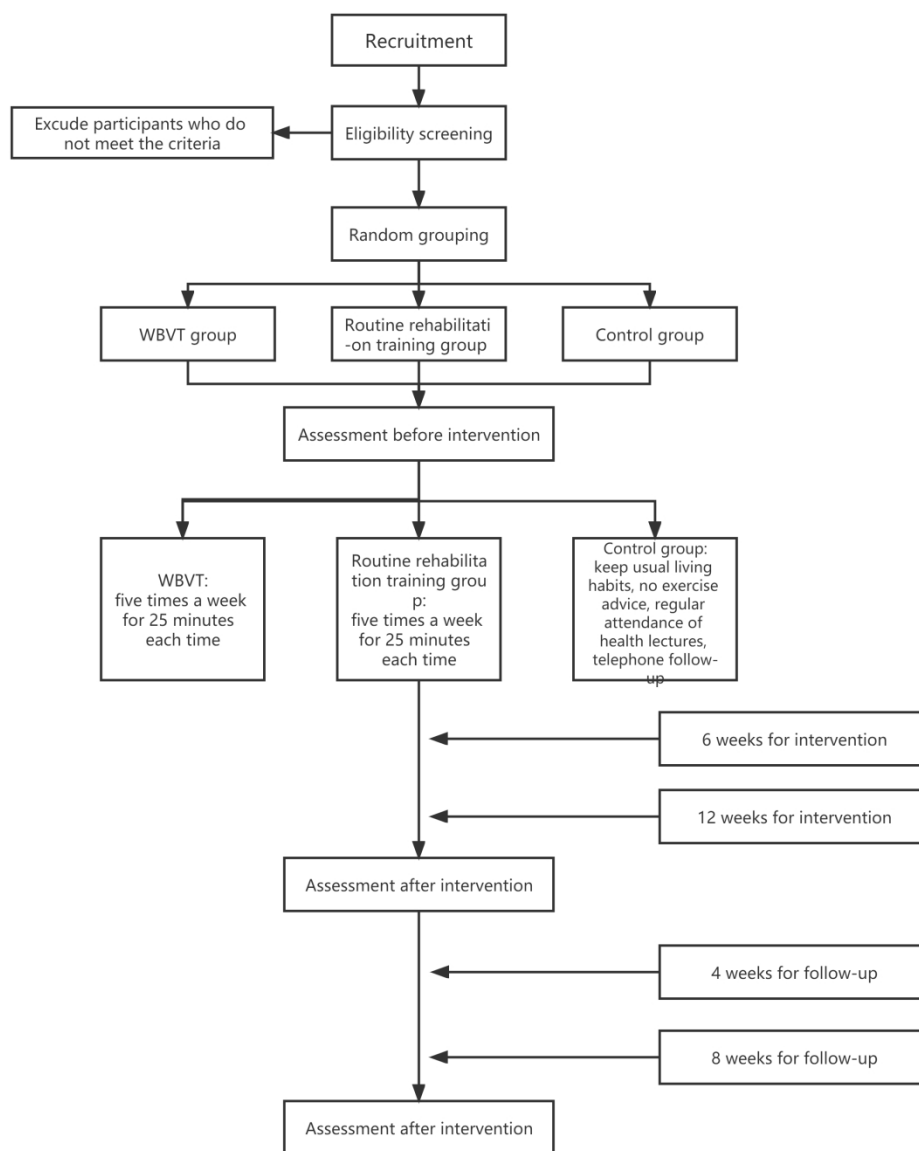 Recruitment
Excude participants who do
not meet the criteria
Eligibility screening
Random grouping
WBVT group
Routine rehabilitati
-on training group
Control group
Assessment before intervention
WBVT:
five times a week
for 25 minutes
each time
Routine rehabilita
tion training grou
p:
five times a week
for 25 minutes
each time
Control group:
keep usual living
habits, no exercise
advice, regular
attendance of
health lectures,
telephone follow-
up
6 weeks for intervention
12 weeks for intervention
Assessment after intervention
4 weeks for follow-up
8 weeks for follow-up
Assessment after intervention